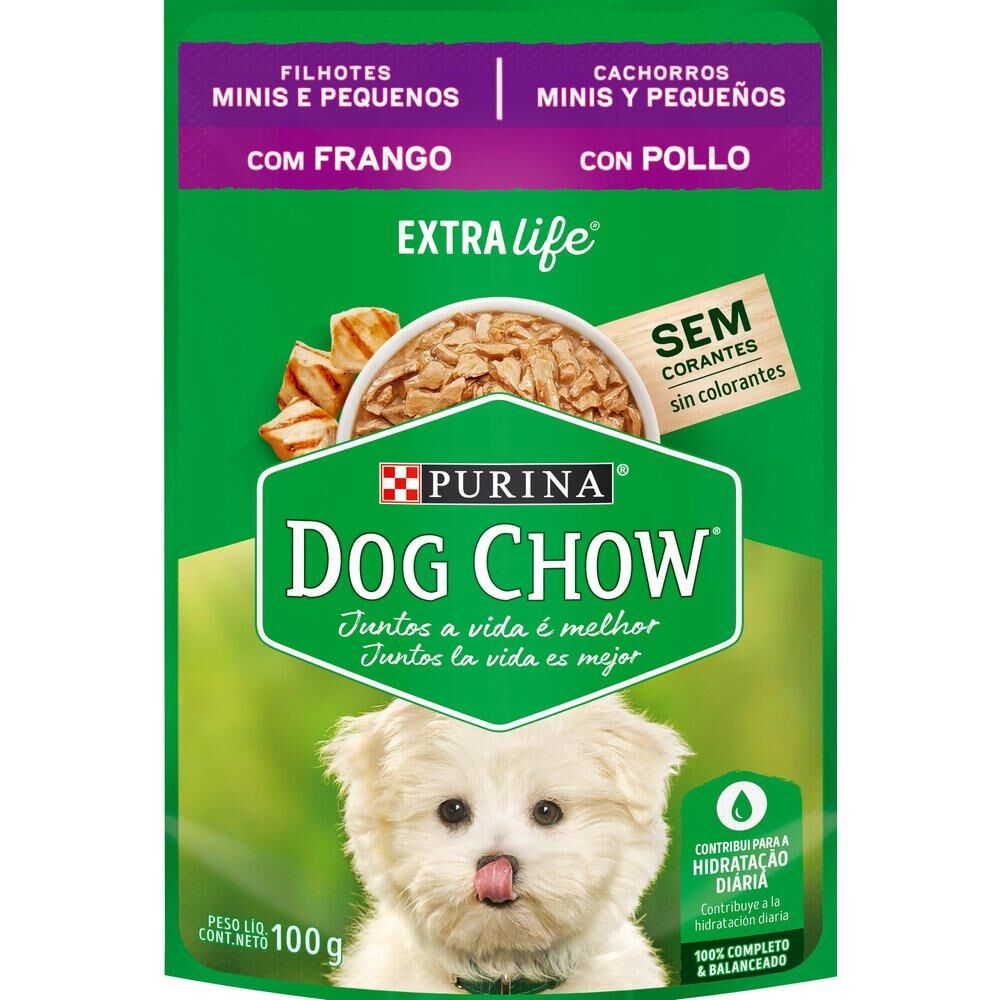 FILHOTES
MINIS E PEQUENOS
CACHORROS
MINIS Y PEQUEÑOS
COM FRANGO
CON POLLO
EXTRA life®
SEM
CORANTES
sin colorantes
PURINA®
DOG CHOW®
Juntos a vida é melhor
Juntos la vida es mejor
CONTRIBUI PARA A
HIDRATAÇÃO
DIÁRIA
Contribuye a la
hidratación diaria
100% COMPLETO
& BALANCEADO
PESO LÍQ.
CONT.NETO 100 g